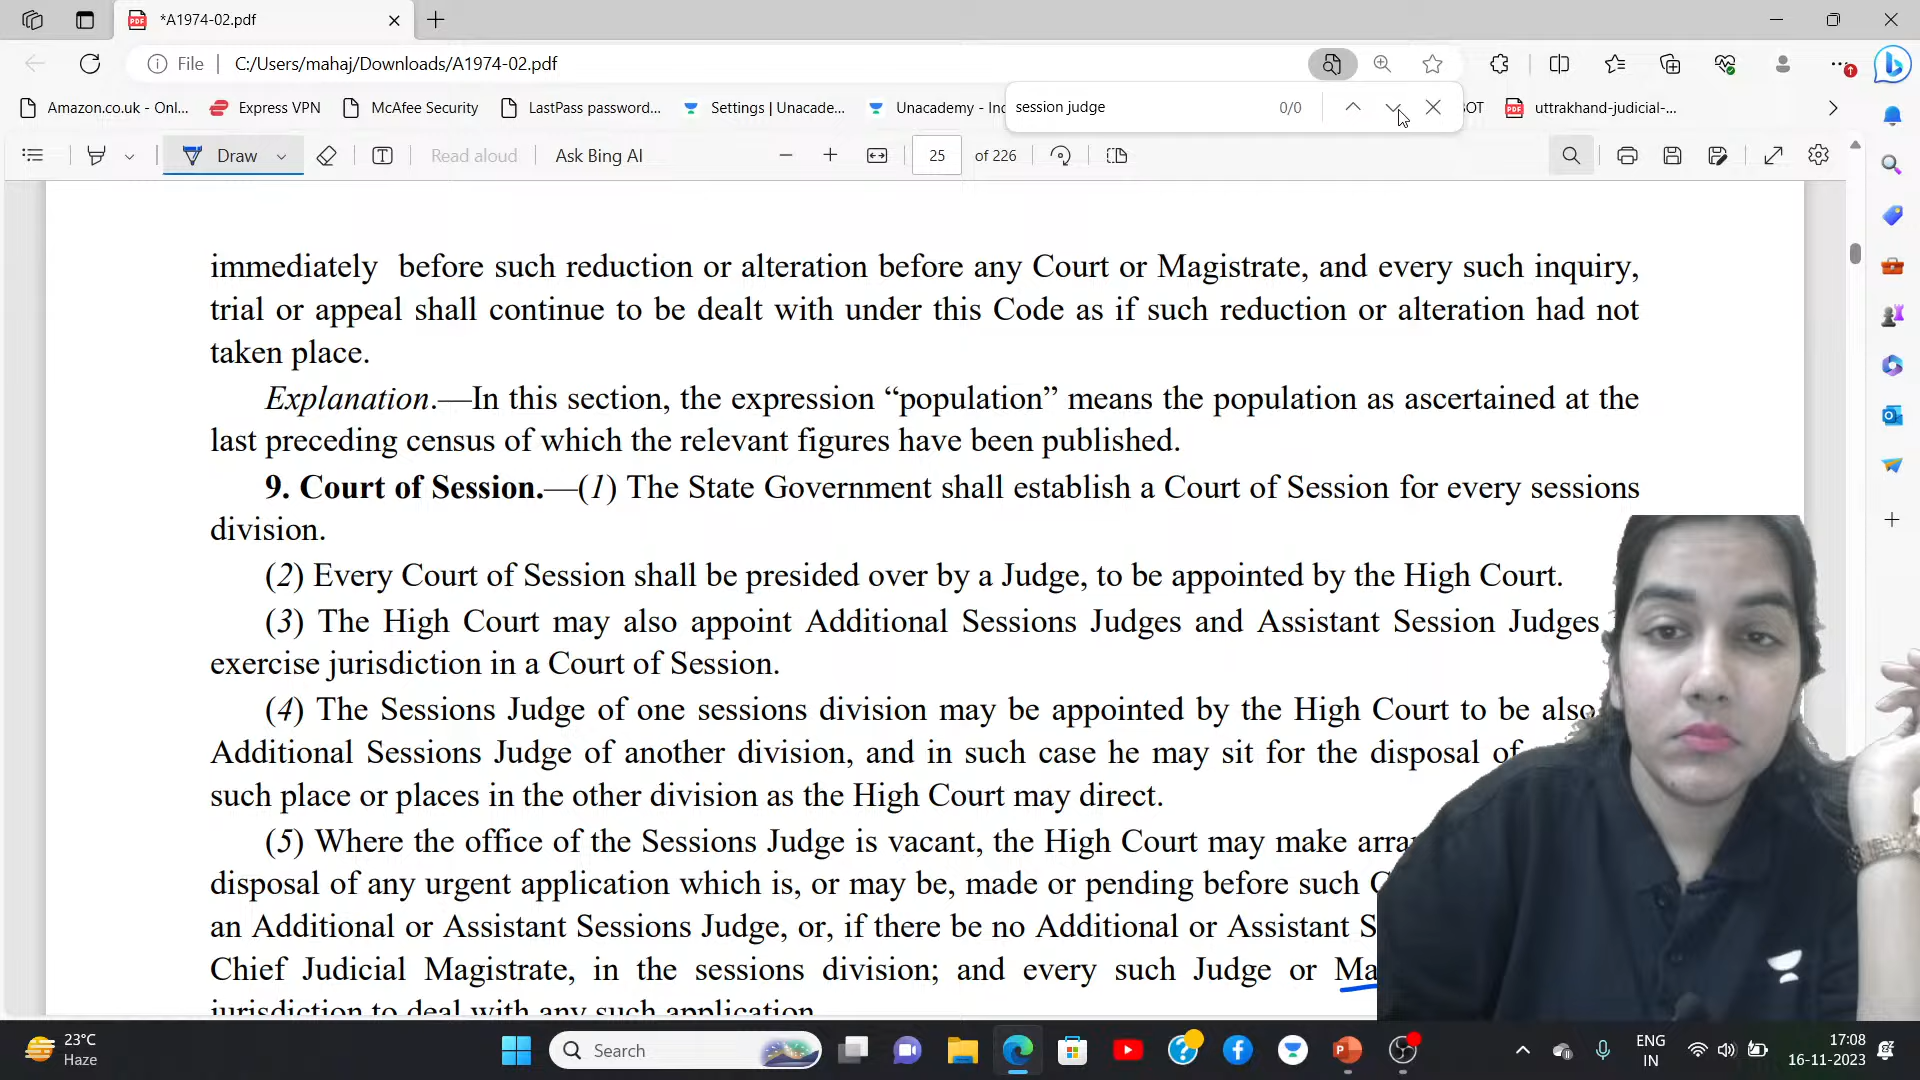 *A1974-02.pdf
File
C:/Users/mahaj/Downloads/A1974-02.pdf
Amazon.co.uk - Onl...
Express VPN
McAfee Security
LastPass password...
Settings | Unacade...
Unacademy - In
session judge
0/0
OT
uttrakhand-judicial-...
Draw
Read aloud
Ask Bing AI
25
of 226
immediately before such reduction or alteration before any Court or Magistrate, and every such inquiry,
trial or appeal shall continue to be dealt with under this Code as if such reduction or alteration had not
taken place.
Explanation.—In this section, the expression “population” means the population as ascertained at the
last preceding census of which the relevant figures have been published.
9. Court of Session.—(1) The State Government shall establish a Court of Session for every sessions
division.
(2) Every Court of Session shall be presided over by a Judge, to be appointed by the High Court.
(3) The High Court may also appoint Additional Sessions Judges and Assistant Session Judges
exercise jurisdiction in a Court of Session.
(4) The Sessions Judge of one sessions division may be appointed by the High Court to be also
Additional Sessions Judge of another division, and in such case he may sit for the disposal of
such place or places in the other division as the High Court may direct.
(5) Where the office of the Sessions Judge is vacant, the High Court may make arra
disposal of any urgent application which is, or may be, made or pending before such C
an Additional or Assistant Sessions Judge, or, if there be no Additional or Assistant S
Chief Judicial Magistrate, in the sessions division; and every such Judge or Ma
jurisdiction to deal with any such application.
23°C
Haze
Search
ENG
IN
17:08
16-11-2023